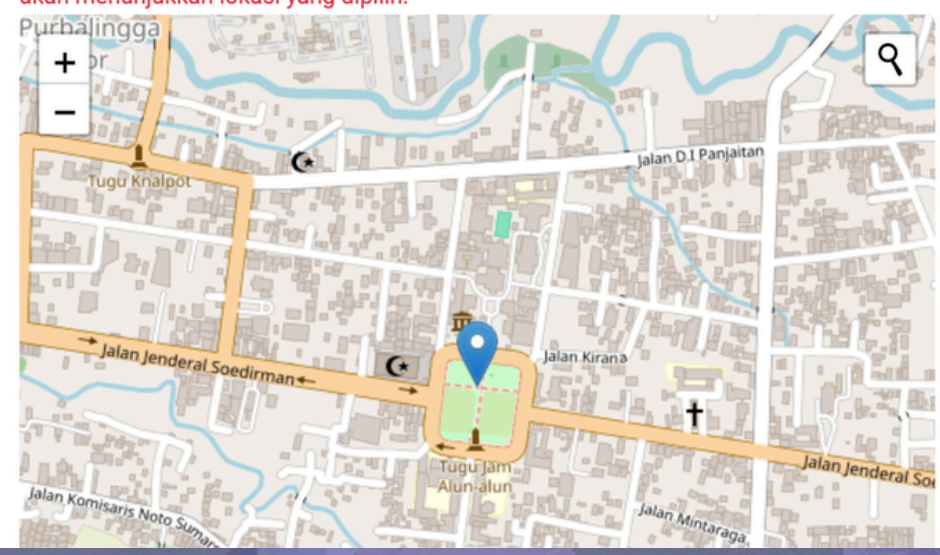 akan menunjukkan lokasi yang dipilih.
Purbalingga
or
+
−
Jalan D.I Panjaitan
Tugu Knalpot
Jalan Jenderal Soedirman
Jalan Kirana
Tugu Jam
Alun-alun
Jalan Jenderal Soe
Jalan Komisaris Noto Sumar
Jalan Mintaraga